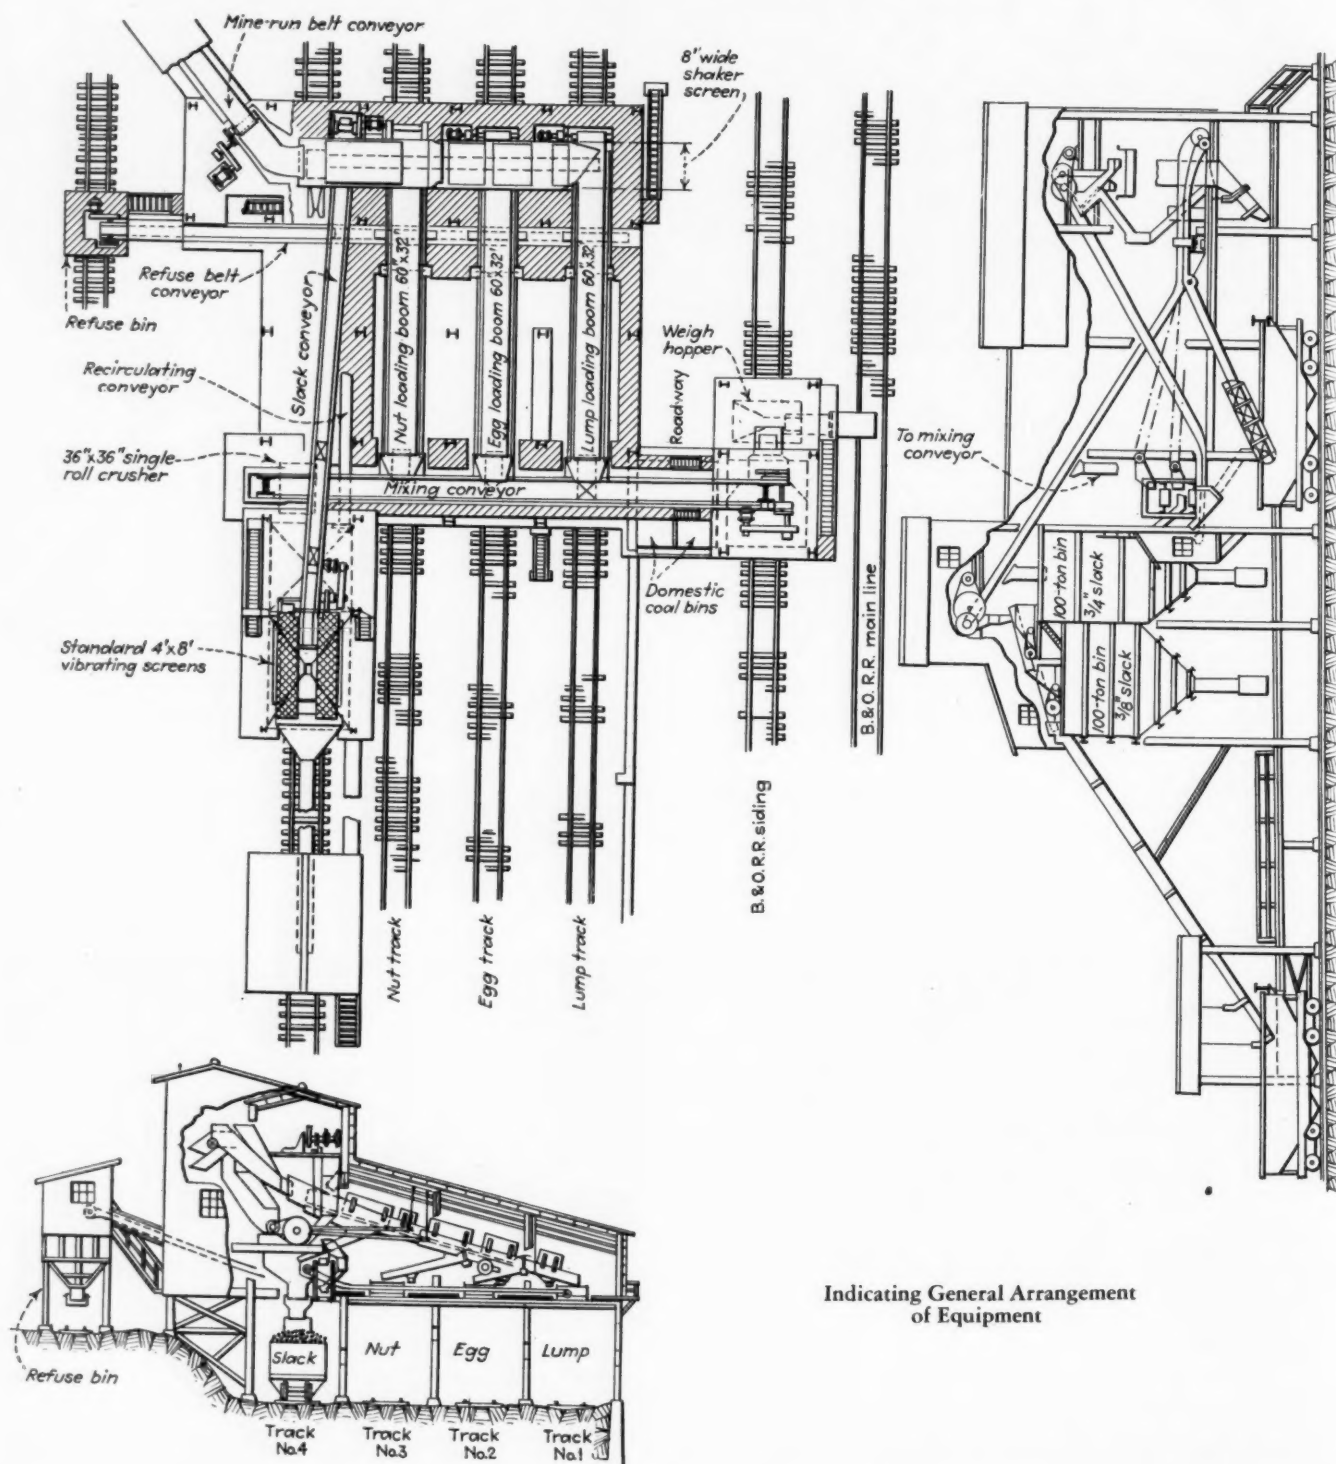 Mine-run belt conveyor
8" wide
shaker
screen
Refuse belt
conveyor
Refuse bin
Slack conveyor
Nut loading boom 60"x32'
Egg loading boom 60"x32'
Lump loading boom 60"x32'
Recirculating
conveyor
Roadway
Weigh
hopper
36"x36" single
roll crusher
Mixing conveyor
Domestic
coal bins
Standard 4'x8'
vibrating screens
B.&O. R.R. main line
B.&O.R.R. siding
Nut track
Egg track
Lump track
To mixing
conveyor
100-ton bin
3/4" slack
100-ton bin
3/8" slack
Refuse bin
Slack
Nut
Egg
Lump
Track
No.4
Track
No.3
Track
No.2
Track
No.1
Indicating General Arrangement
of Equipment